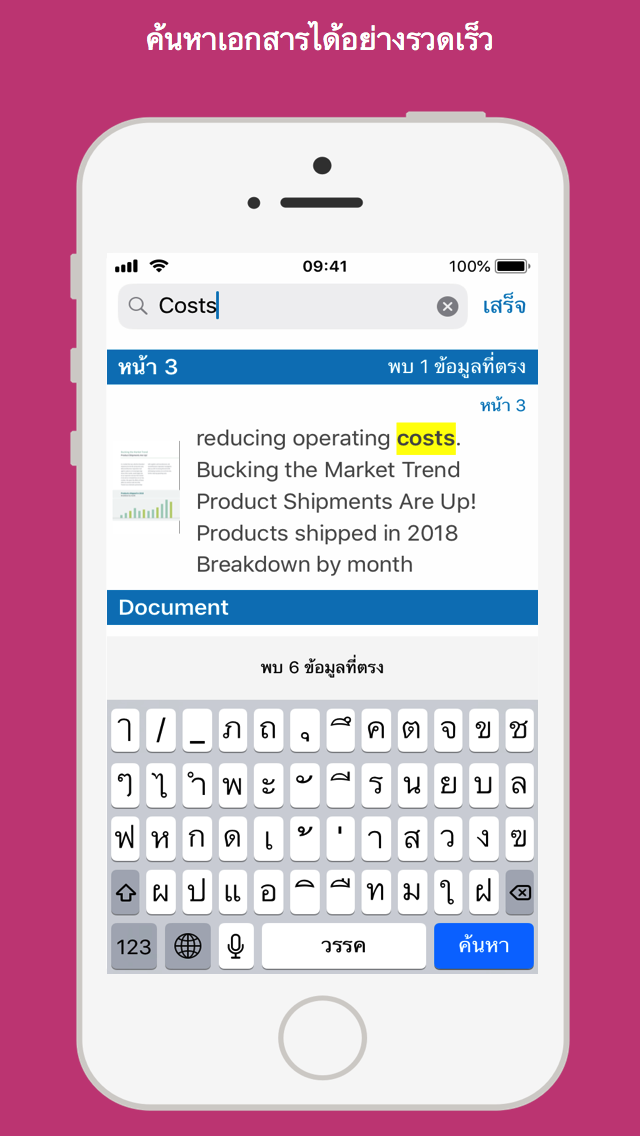 ค้นหาเอกสารได้อย่างรวดเร็ว
09:41
100%
Costs
เสร็จ
หน้า 3
พบ 1 ข้อมูลที่ตรง
หน้า 3
reducing operating costs.
Bucking the Market Trend
Product Shipments Are Up!
Products shipped in 2018
Breakdown by month
Document
พบ 6 ข้อมูลที่ตรง
ๅ / _ ภ ถ ุ ึ ค ต จ ข ช
ๆ ไ ำ พ ะ ั ี ร น ย บ ล
ฟ ห ก ด เ ้ ่ า ส ว ง ฃ
ผ ป แ อ ิ ื ท ม ใ ฝ
123 วรรค ค้นหา